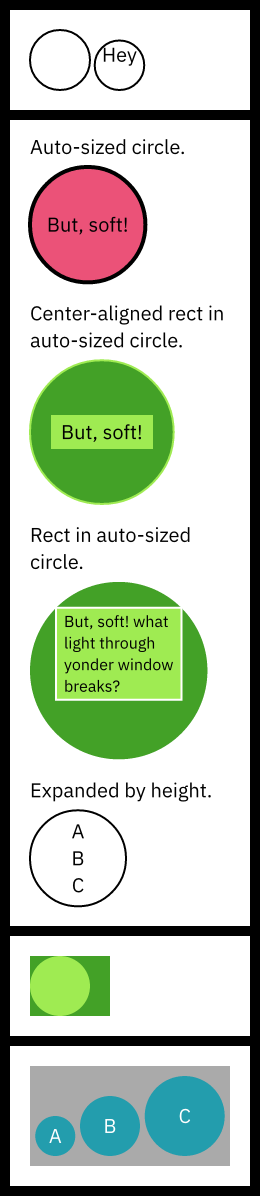 Hey
Auto-sized circle.
But, soft!
Center-aligned rect in
auto-sized circle.
But, soft!
Rect in auto-sized
circle.
But, soft! what
light through
yonder window
breaks?
Expanded by height.
A
B
C
A B C